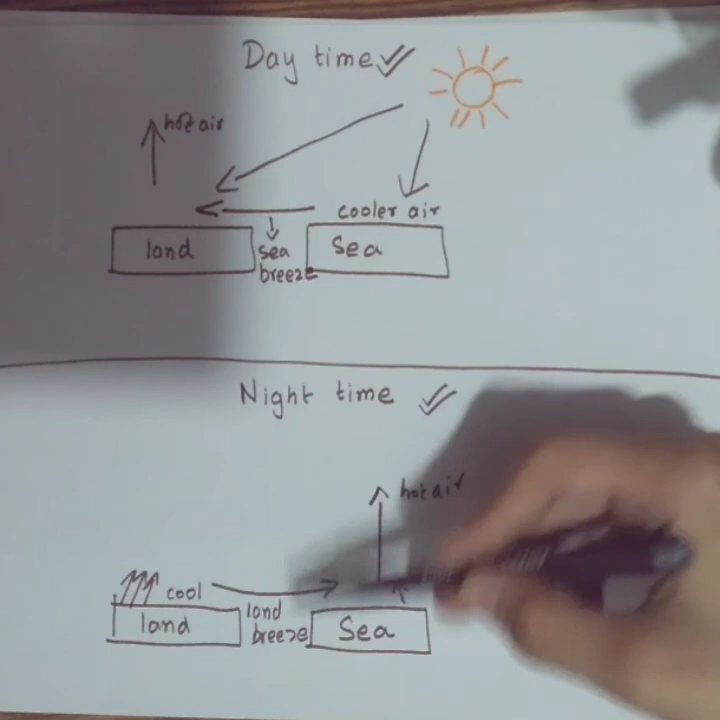 Day time
hot air
cooler air
land
sea
breeze
Sea
Night time
hot air
cool
land
land
breeze
Sea